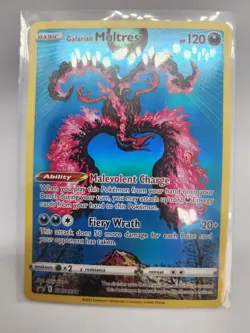 BASIC Galarian Moltres HP 120
Ability Malevolent Charge
When you play this Pokémon from your hand onto your
Bench during your turn, you may attach up to 2 Energy
cards from your hand to this Pokémon.
Fiery Wrath 20+
This attack does 50 more damage for each Prize card
your opponent has taken.
weakness ×2 resistance retreat